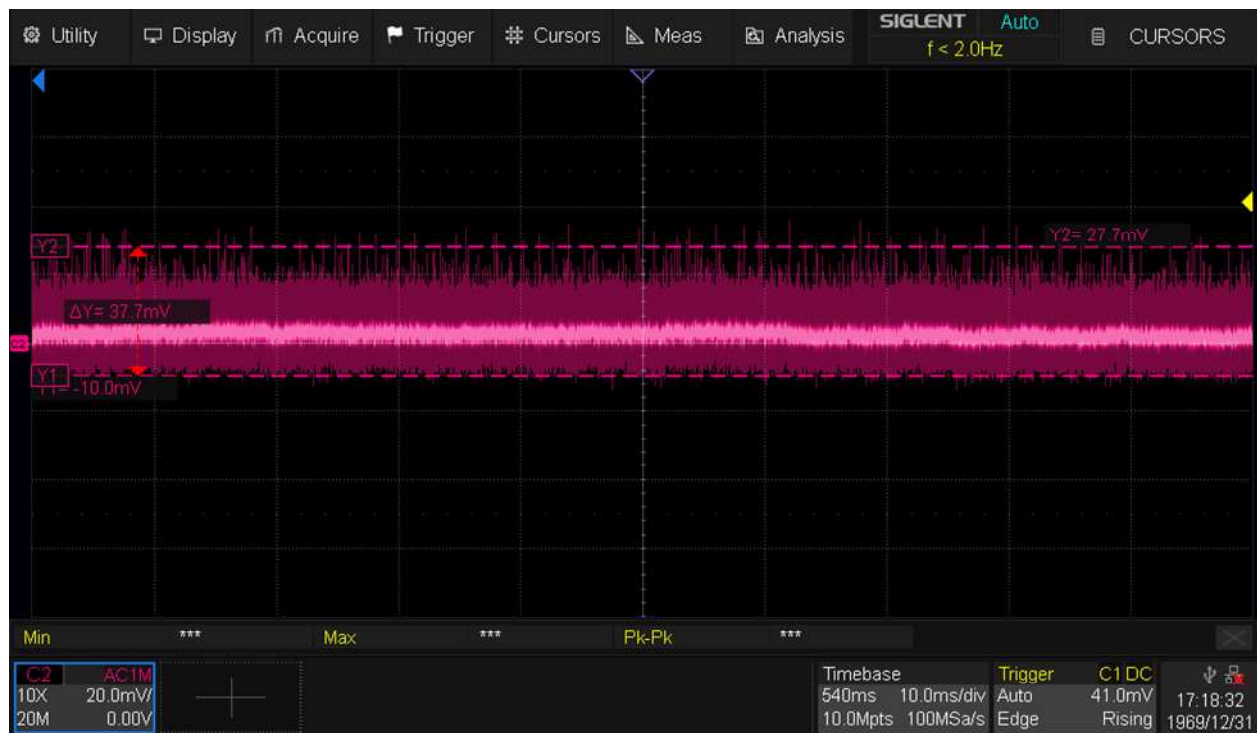 Utility Display Acquire Trigger Cursors Meas Analysis SIGLENT Auto CURSORS
f < 2.0Hz
Y2 Y2= 27.7mV
ΔY= 37.7mV
C2
Y1
Y1= -10.0mV
Min *** Max *** Pk-Pk ***
C2 AC1M Timebase Trigger C1 DC
10X 20.0mV/ 540ms 10.0ms/div Auto 41.0mV 17:18:32
20M 0.00V 10.0Mpts 100MSa/s Edge Rising 1969/12/31